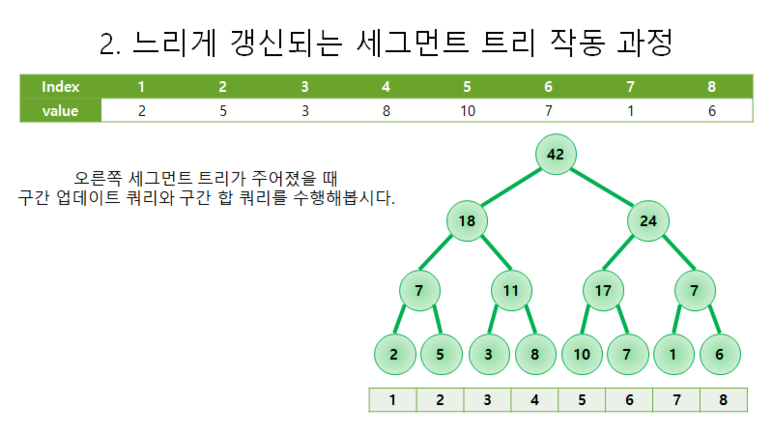 2. 느리게 갱신되는 세그먼트 트리 작동 과정
Index 1 2 3 4 5 6 7 8
value 2 5 3 8 10 7 1 6
오른쪽 세그먼트 트리가 주어졌을 때
구간 업데이트 쿼리와 구간 합 쿼리를 수행해봅시다.
42
18 24
7 11 17 7
2 5 3 8 10 7 1 6
1 2 3 4 5 6 7 8